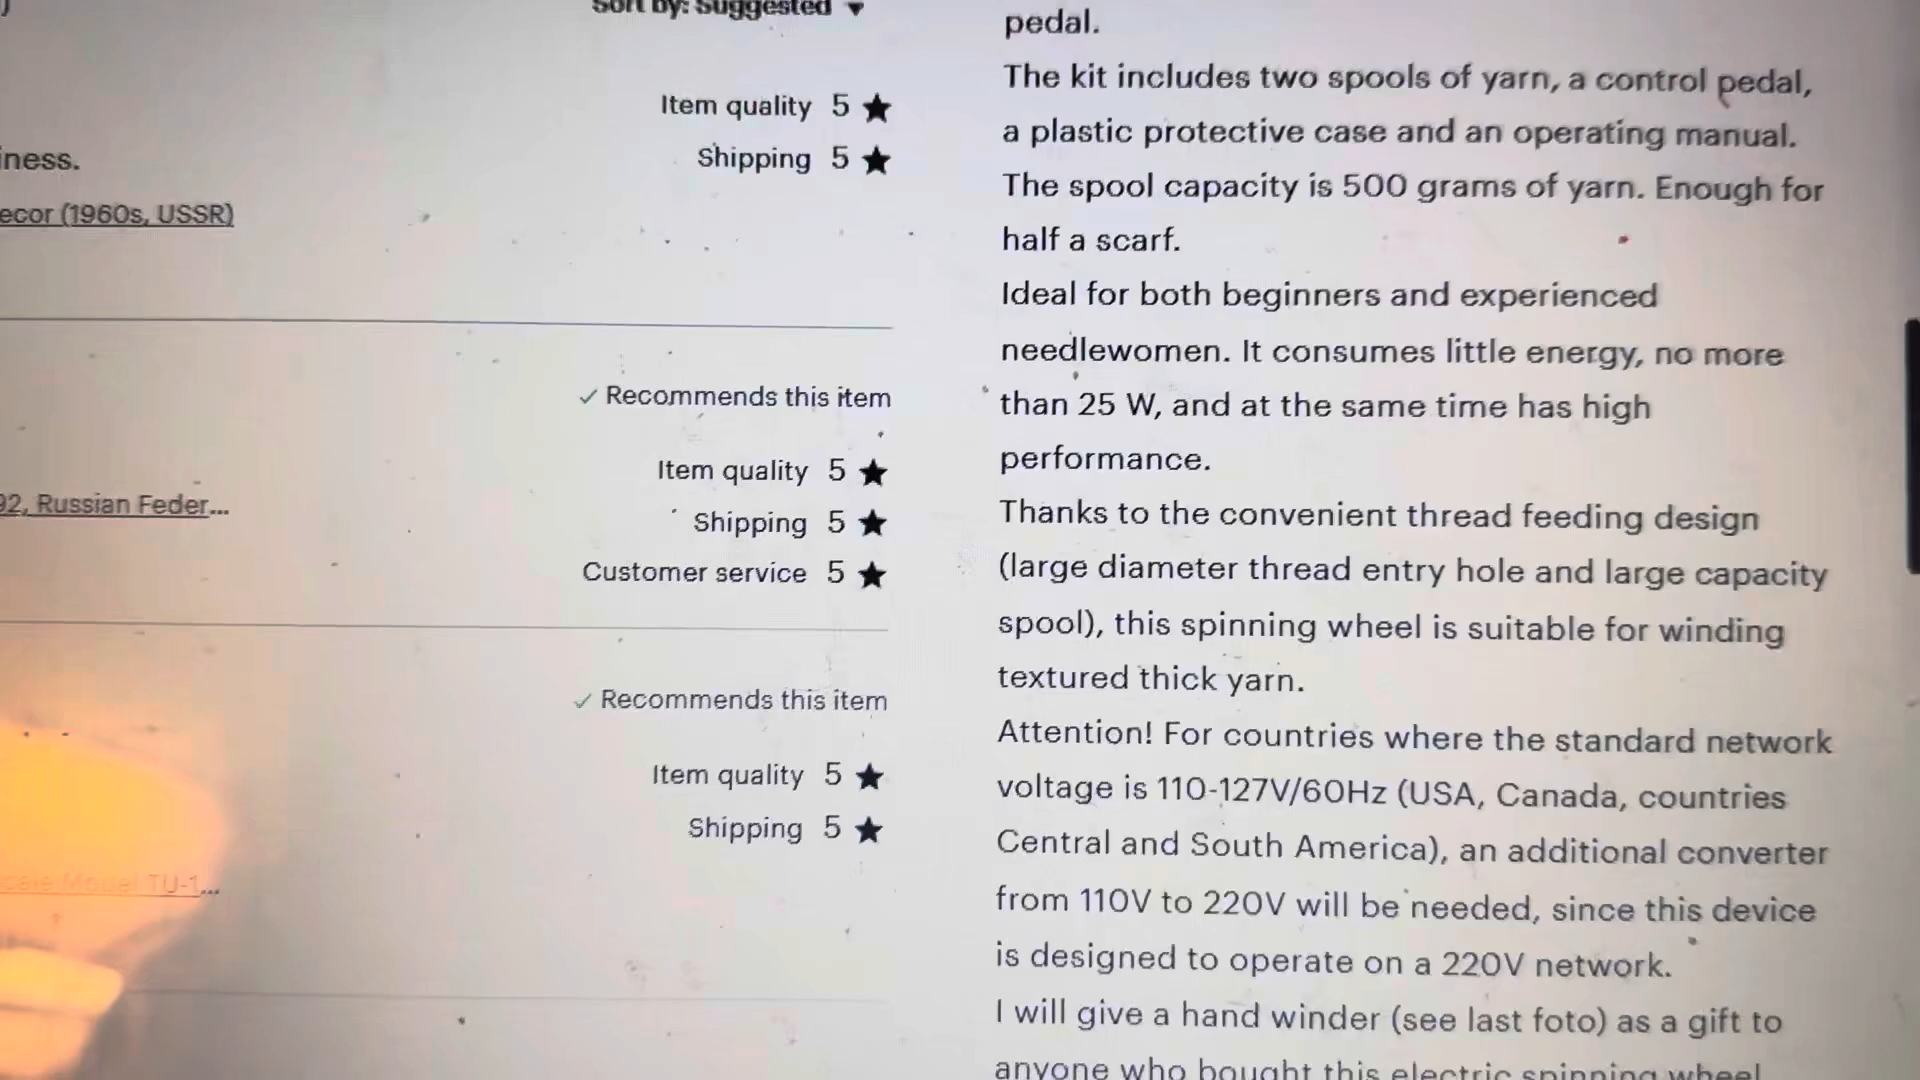 Sort by: Suggested
Item quality 5
Shipping 5
iness.
ecor (1960s, USSR)
Recommends this item
Item quality 5
92, Russian Feder...
Shipping 5
Customer service 5
Recommends this item
Item quality 5
Shipping 5
cale Model TU-1...
pedal.
The kit includes two spools of yarn, a control pedal,
a plastic protective case and an operating manual.
The spool capacity is 500 grams of yarn. Enough for
half a scarf.
Ideal for both beginners and experienced
needlewomen. It consumes little energy, no more
than 25 W, and at the same time has high
performance.
Thanks to the convenient thread feeding design
(large diameter thread entry hole and large capacity
spool), this spinning wheel is suitable for winding
textured thick yarn.
Attention! For countries where the standard network
voltage is 110-127V/60Hz (USA, Canada, countries
Central and South America), an additional converter
from 110V to 220V will be needed, since this device
is designed to operate on a 220V network.
I will give a hand winder (see last foto) as a gift to
anyone who bought this electric spinning wheel